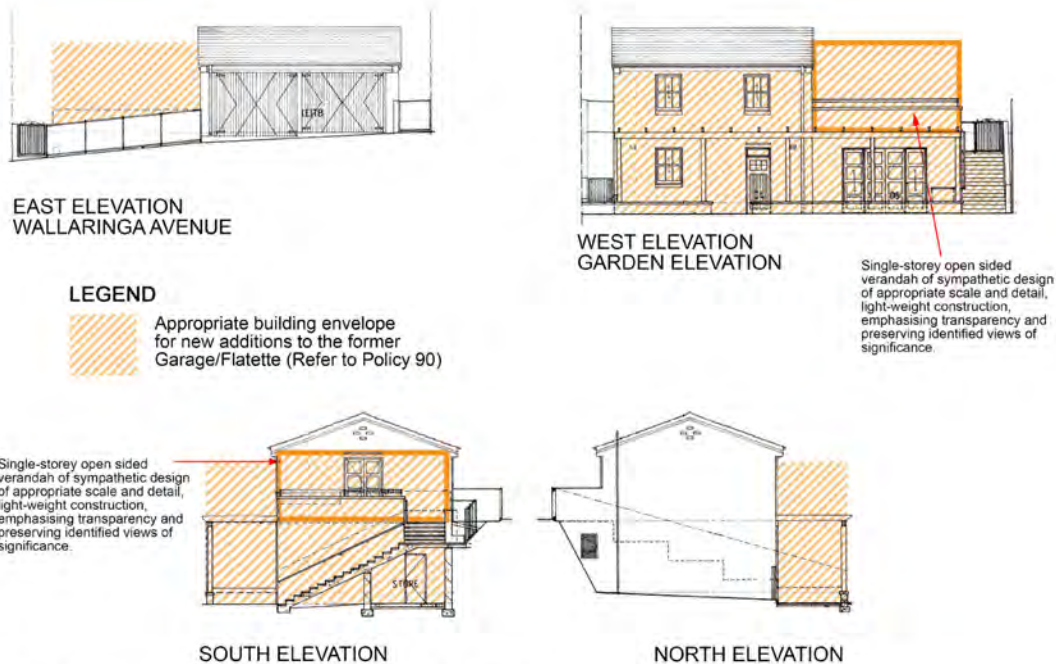 EAST ELEVATION
WALLARINGA AVENUE
WEST ELEVATION
GARDEN ELEVATION
Single-storey open sided
verandah of sympathetic design
of appropriate scale and detail,
light-weight construction,
emphasising transparency and
preserving identified views of
significance.
LEGEND
Appropriate building envelope
for new additions to the former
Garage/Flatette (Refer to Policy 90)
Single-storey open sided
verandah of sympathetic design
of appropriate scale and detail,
light-weight construction,
emphasising transparency and
preserving identified views of
significance.
STORE
SOUTH ELEVATION
NORTH ELEVATION